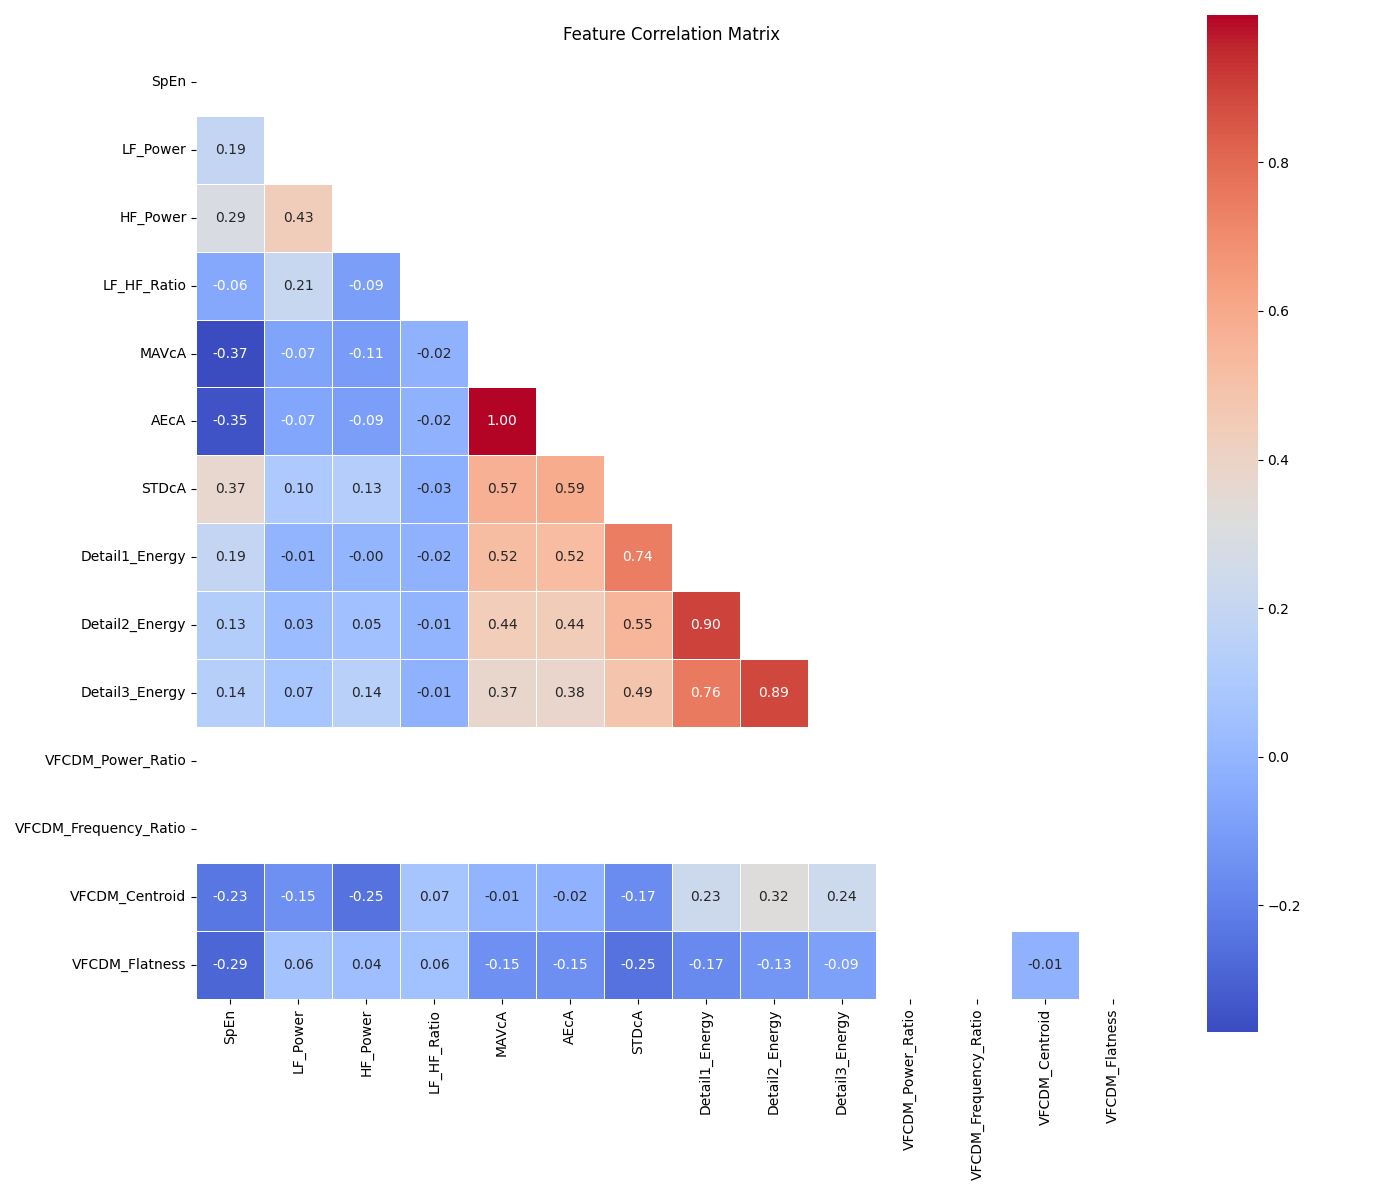 Feature Correlation Matrix
SpEn
LF_Power 0.19
HF_Power 0.29 0.43
LF_HF_Ratio -0.06 0.21 -0.09
MAVcA -0.37 -0.07 -0.11 -0.02
AEcA -0.35 -0.07 -0.09 -0.02 1.00
STDcA 0.37 0.10 0.13 -0.03 0.57 0.59
Detail1_Energy 0.19 -0.01 -0.00 -0.02 0.52 0.52 0.74
Detail2_Energy 0.13 0.03 0.05 -0.01 0.44 0.44 0.55 0.90
Detail3_Energy 0.14 0.07 0.14 -0.01 0.37 0.38 0.49 0.76 0.89
VFCDM_Power_Ratio
VFCDM_Frequency_Ratio
VFCDM_Centroid -0.23 -0.15 -0.25 0.07 -0.01 -0.02 -0.17 0.23 0.32 0.24
VFCDM_Flatness -0.29 0.06 0.04 0.06 -0.15 -0.15 -0.25 -0.17 -0.13 -0.09 -0.01
SpEn
LF_Power
HF_Power
LF_HF_Ratio
MAVcA
AEcA
STDcA
Detail1_Energy
Detail2_Energy
Detail3_Energy
VFCDM_Power_Ratio
VFCDM_Frequency_Ratio
VFCDM_Centroid
VFCDM_Flatness
0.8
0.6
0.4
0.2
0.0
−0.2